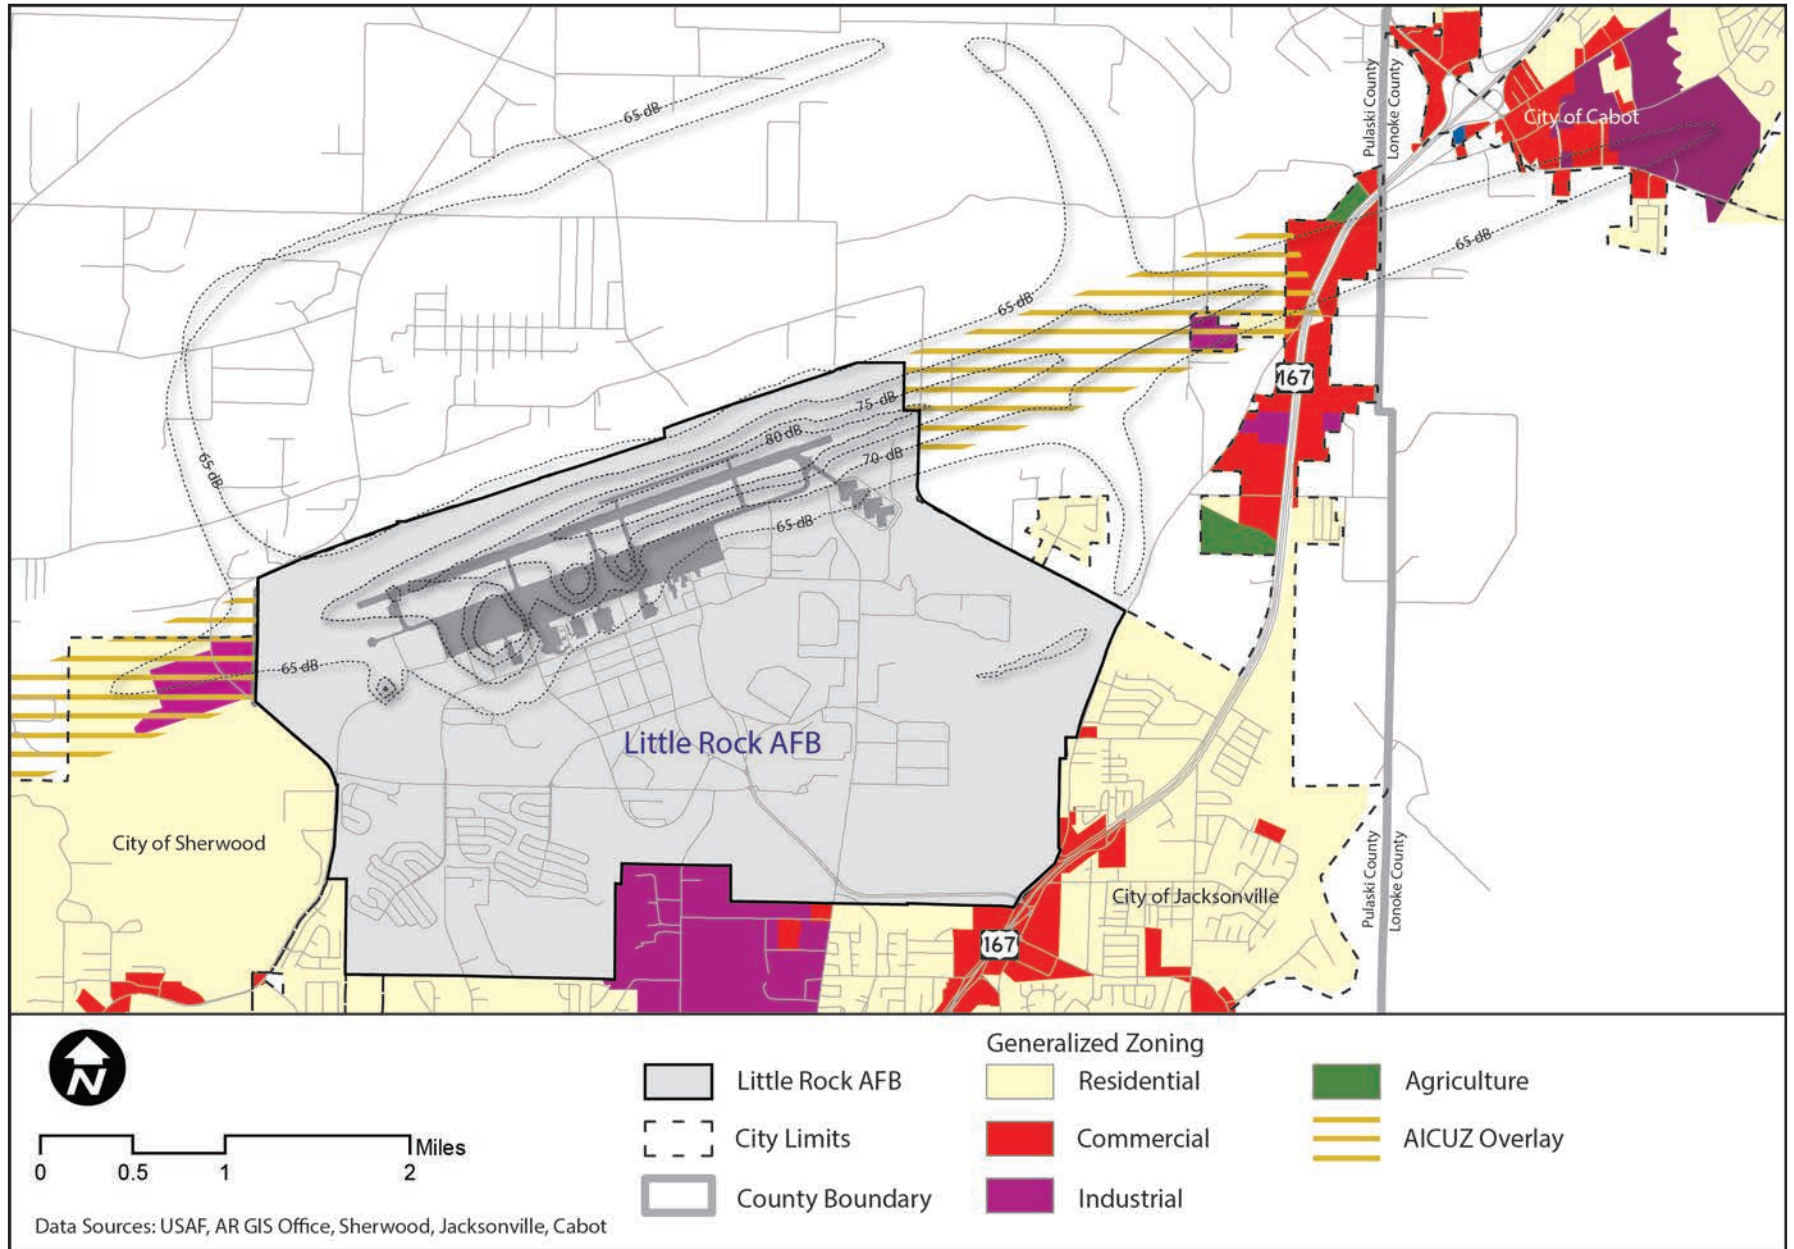 65 dB
Pulaski County
Lonoke County
City of Cabot
65 dB
65 dB
167
75 dB
80 dB
70 dB
65 dB
65 dB
65 dB
Little Rock AFB
City of Sherwood
City of Jacksonville
Pulaski County
Lonoke County
167
N
0 0.5 1 2 Miles
Data Sources: USAF, AR GIS Office, Sherwood, Jacksonville, Cabot
Little Rock AFB
City Limits
County Boundary
Generalized Zoning
Residential
Commercial
Industrial
Agriculture
AICUZ Overlay